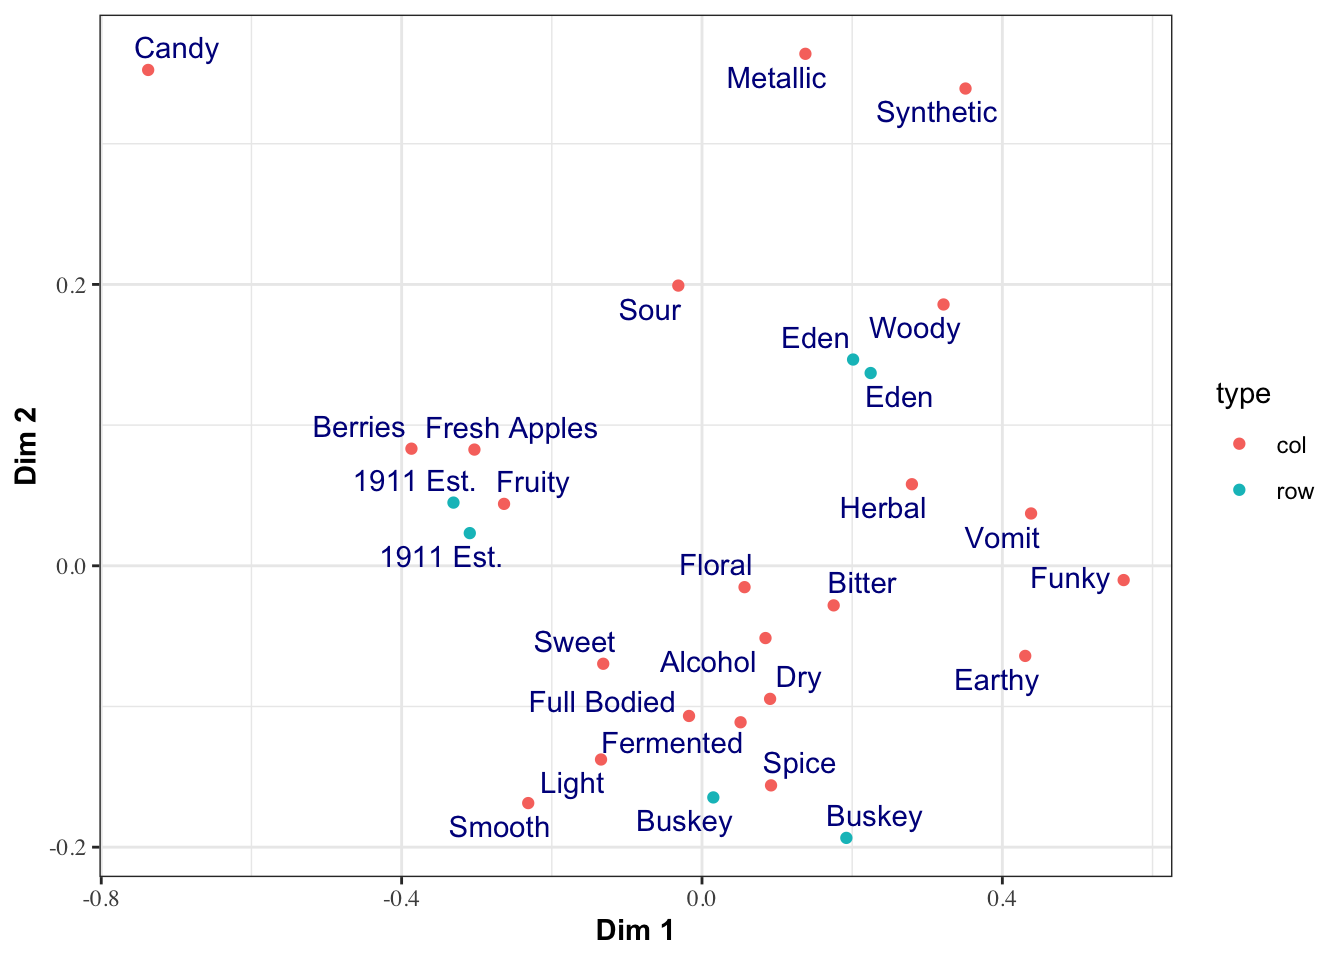 Candy
Metallic
Synthetic
0.2
Sour
Woody
Eden
Eden
Dim 2
type
col
row
Berries
Fresh Apples
1911 Est.
Fruity
1911 Est.
Herbal
Vomit
0.0
Floral
Bitter
Funky
Sweet
Alcohol
Dry
Earthy
Full Bodied
Fermented
Spice
Light
Smooth
Buskey
Buskey
-0.2
-0.8
-0.4
0.0
0.4
Dim 1